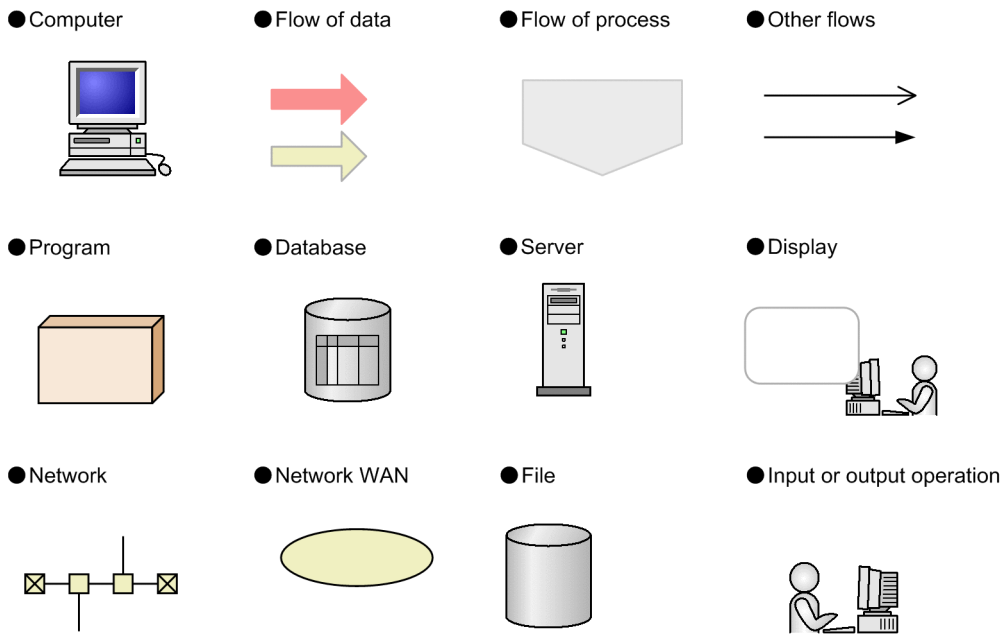 ●Computer
●Flow of data
●Flow of process
●Other flows
●Program
●Database
●Server
●Display
●Network
●Network WAN
●File
●Input or output operation